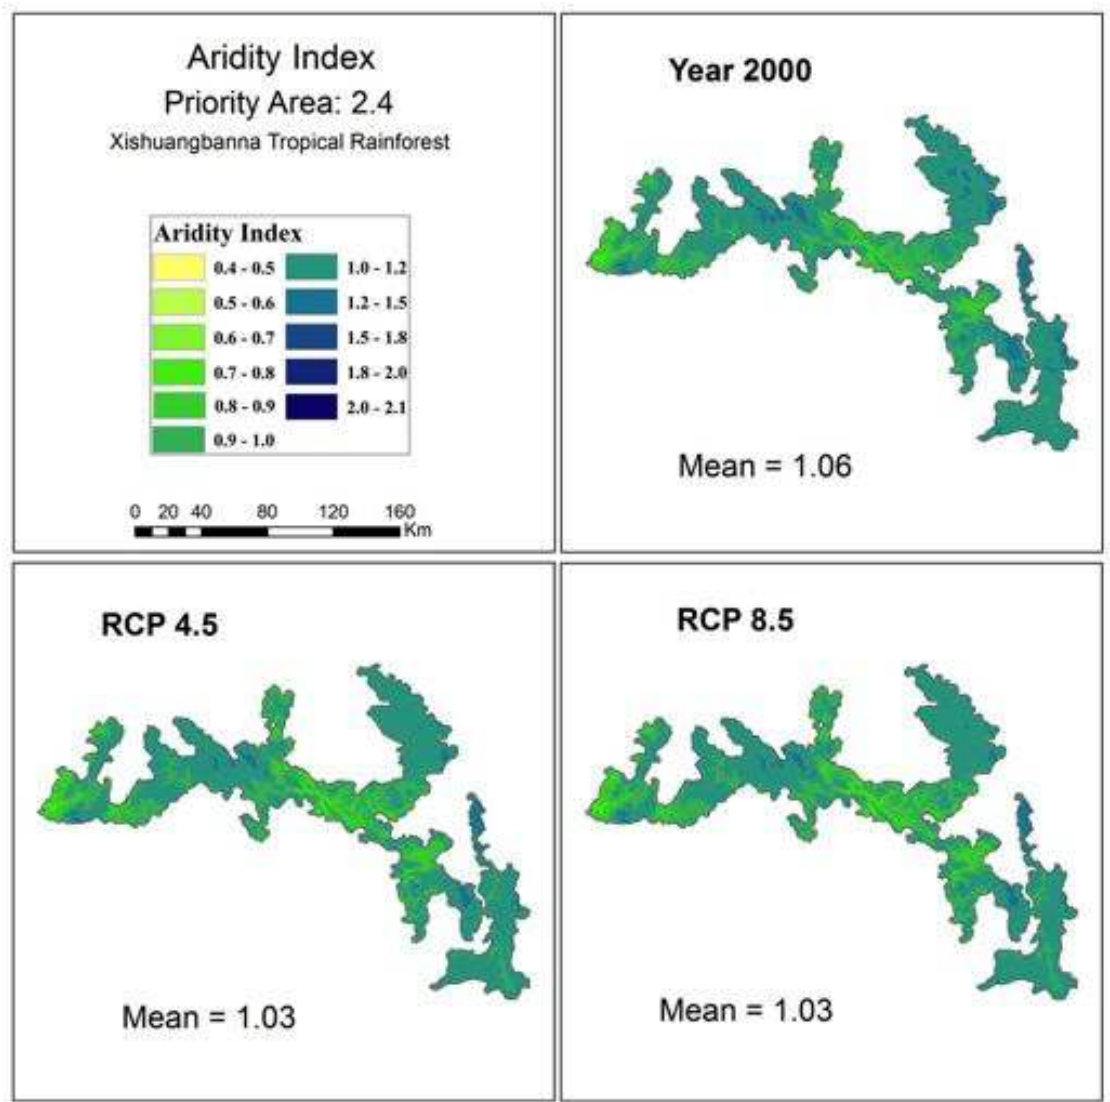 Aridity Index
Priority Area: 2.4
Xishuangbanna Tropical Rainforest
Aridity Index
0.4 - 0.5
0.5 - 0.6
0.6 - 0.7
0.7 - 0.8
0.8 - 0.9
0.9 - 1.0
1.0 - 1.2
1.2 - 1.5
1.5 - 1.8
1.8 - 2.0
2.0 - 2.1
0 20 40 80 120 160
Km
Year 2000
Mean = 1.06
RCP 4.5
Mean = 1.03
RCP 8.5
Mean = 1.03